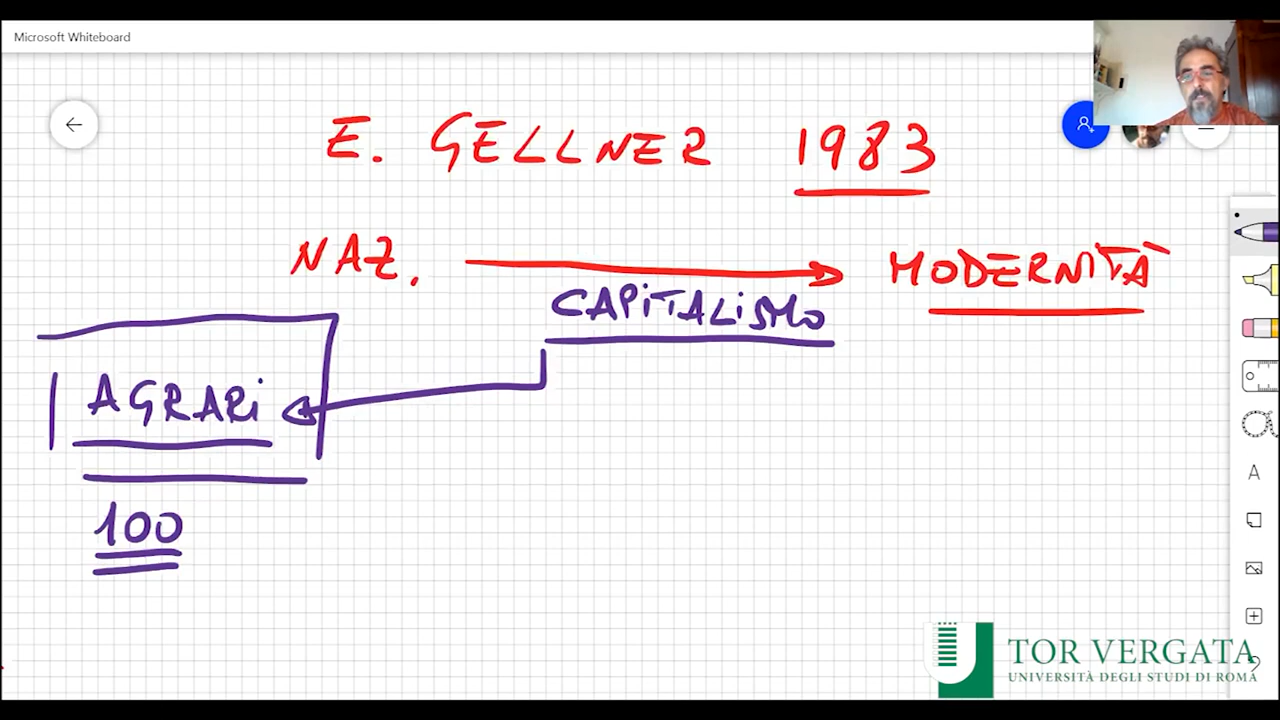 Microsoft Whiteboard
E. GELLNER 1983
NAZ. MODERNITÀ
CAPITALISMO
AGRARI
100
A
TOR VERGATA
UNIVERSITÀ DEGLI STUDI DI ROMA